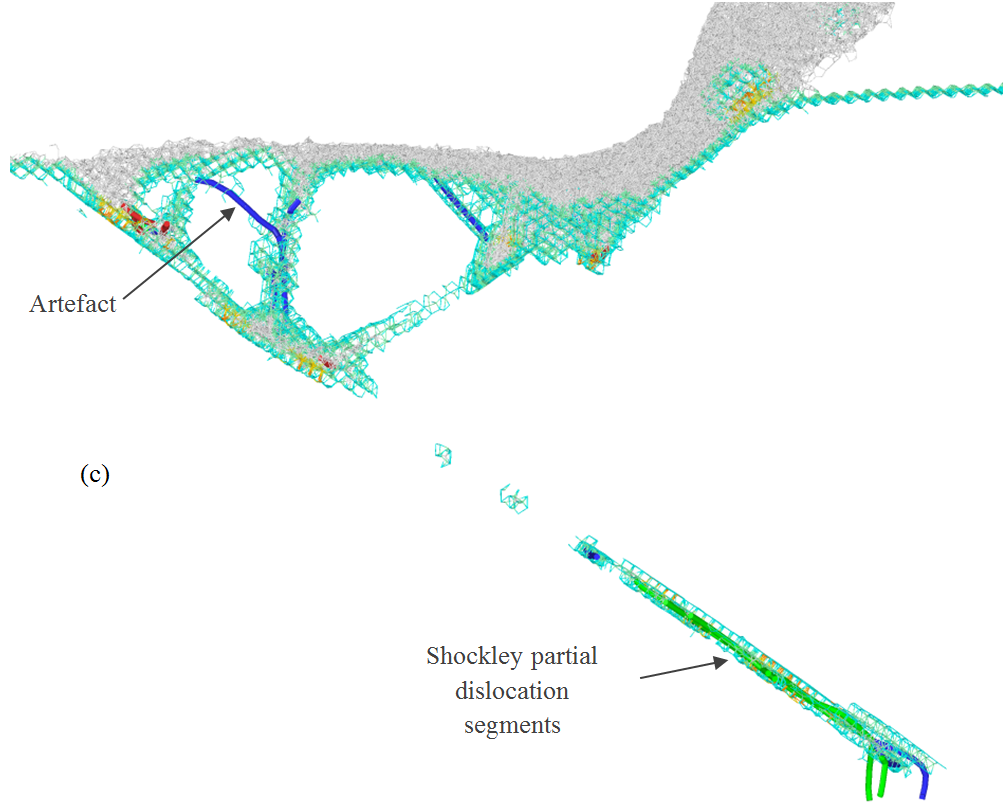 Artefact
(c)
Shockley partial
dislocation
segments